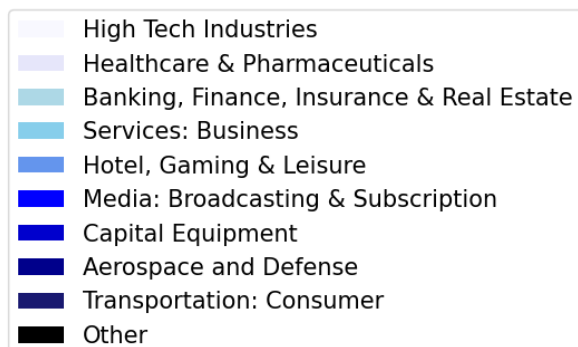 High Tech Industries
Healthcare & Pharmaceuticals
Banking, Finance, Insurance & Real Estate
Services: Business
Hotel, Gaming & Leisure
Media: Broadcasting & Subscription
Capital Equipment
Aerospace and Defense
Transportation: Consumer
Other